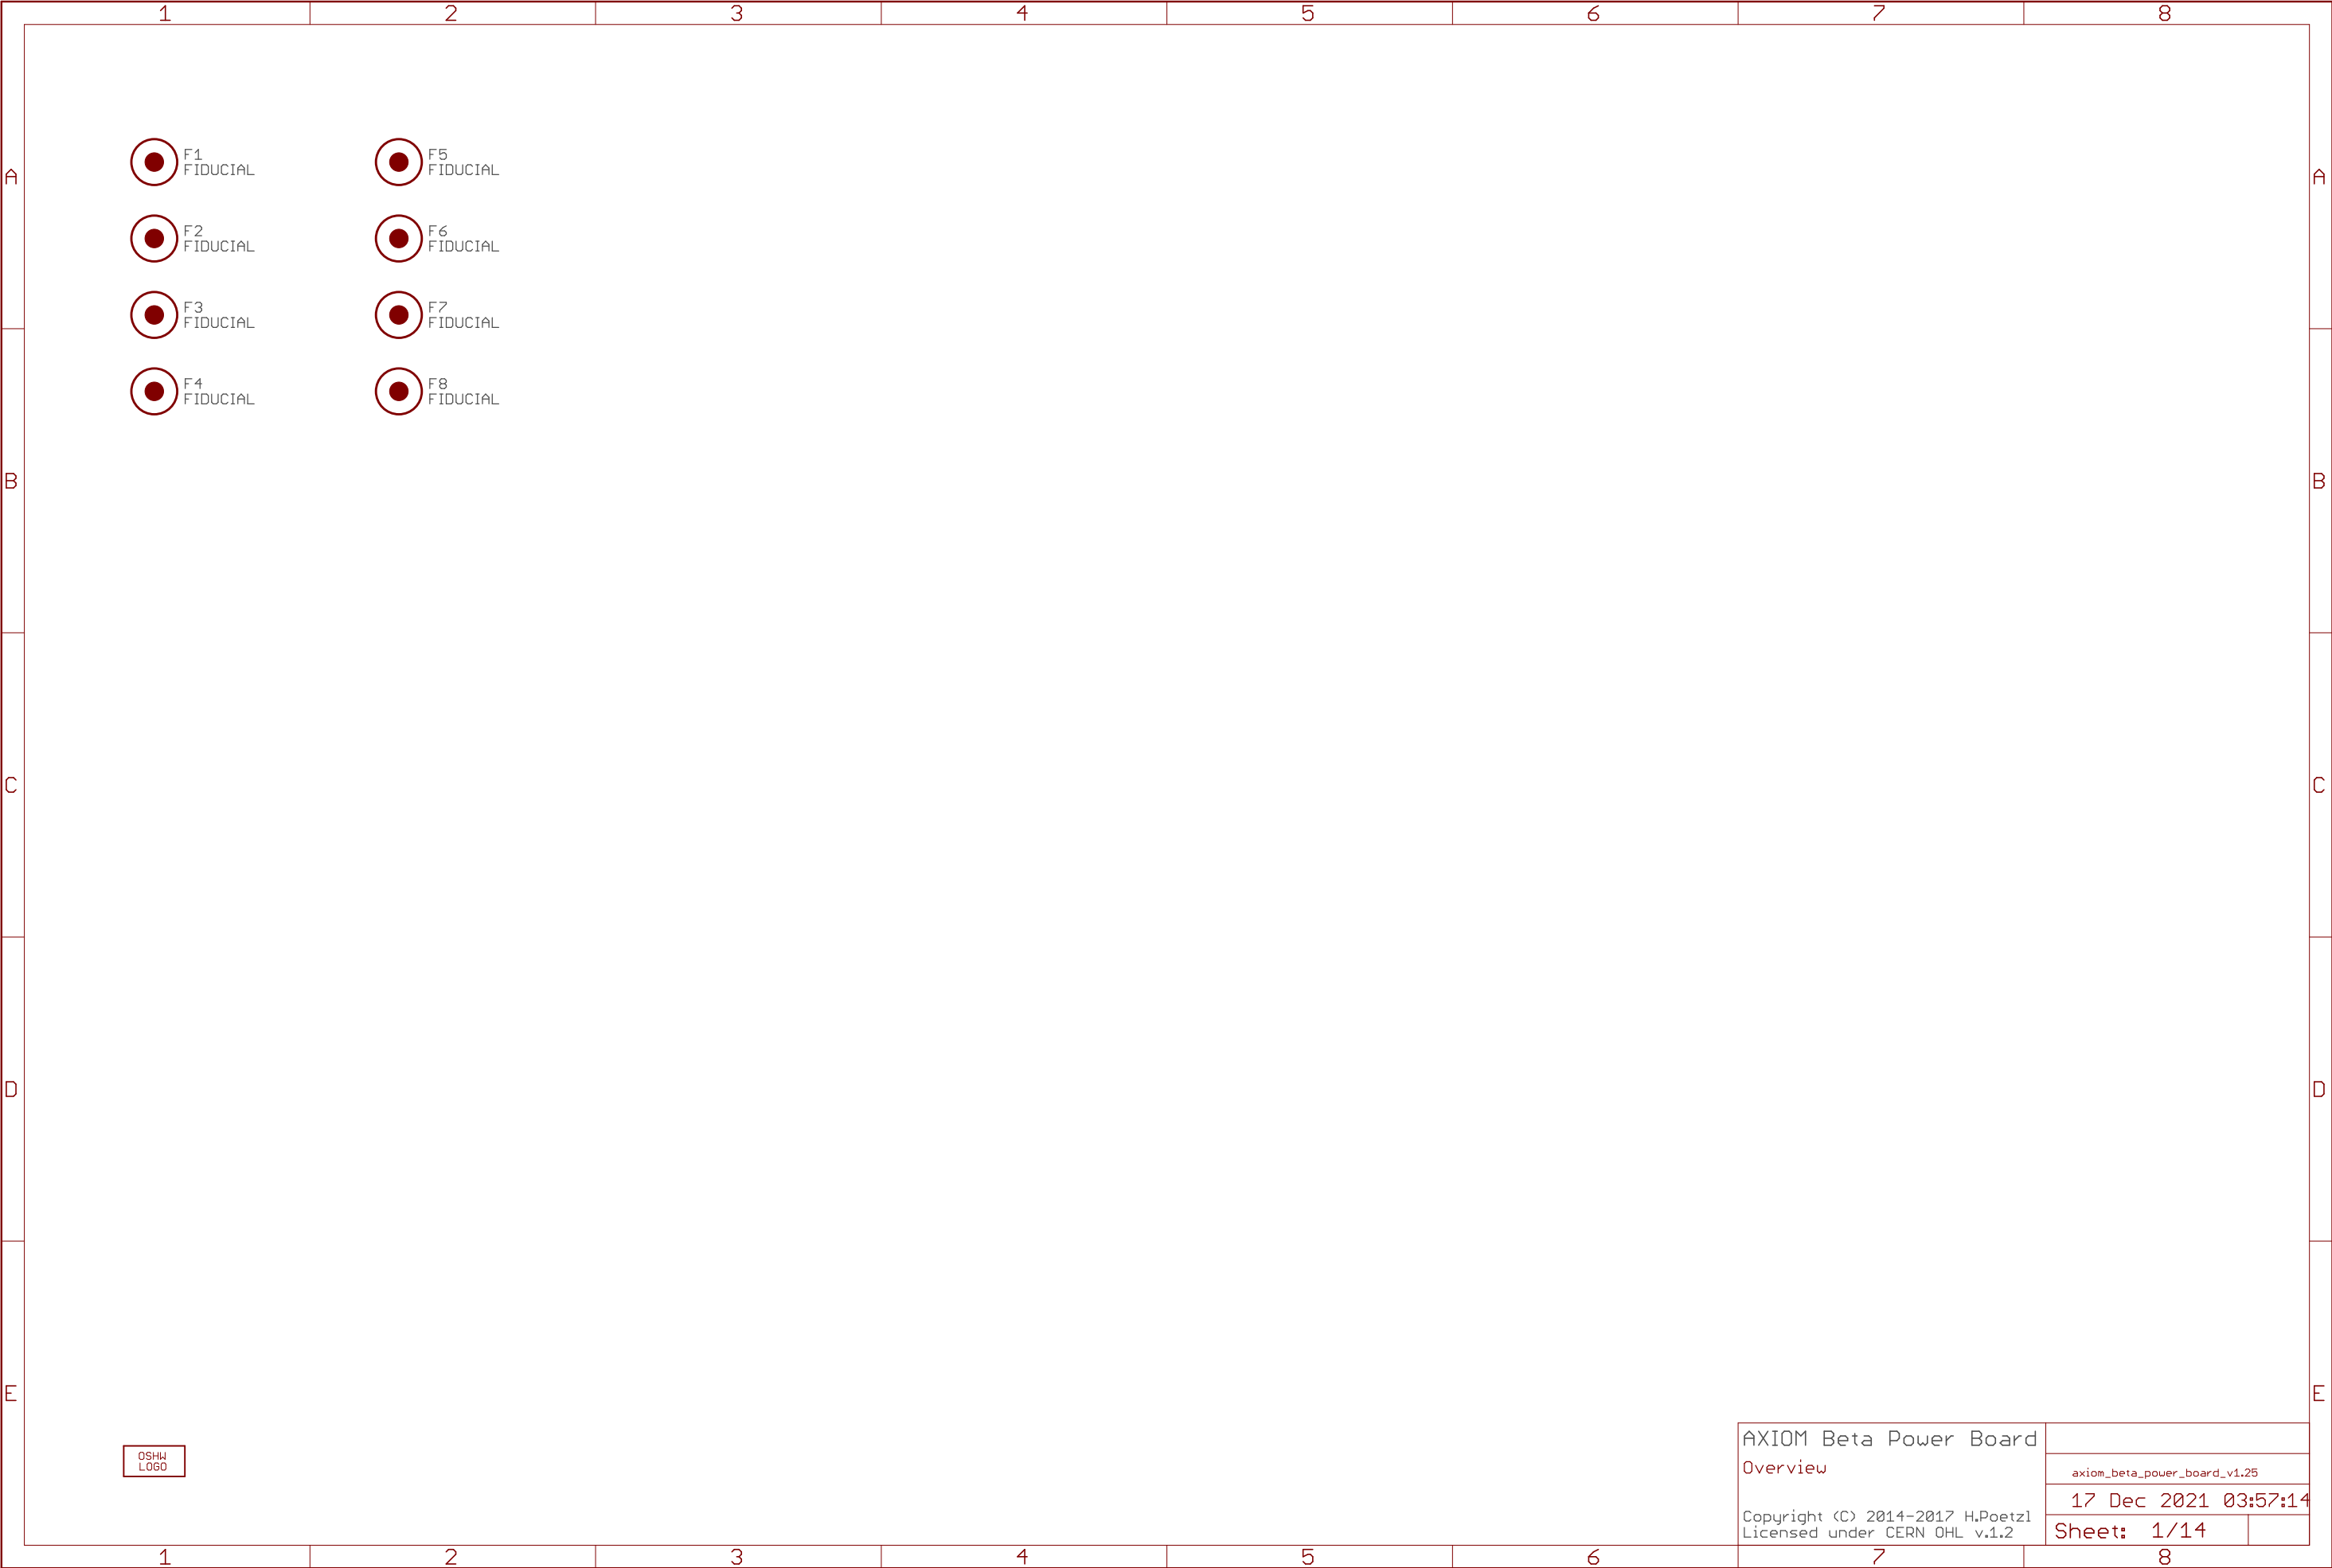 1 2 3 4 5 6 7 8
F1
FIDUCIAL
F5
FIDUCIAL
A A
F2
FIDUCIAL
F6
FIDUCIAL
F3
FIDUCIAL
F7
FIDUCIAL
F4
FIDUCIAL
F8
FIDUCIAL
B B
C C
D D
E E
OSHW
LOGO
AXIOM Beta Power Board
Overview
Copyright (C) 2014-2017 H.Poetzl
Licensed under CERN OHL v.1.2
axiom_beta_power_board_v1.25
17 Dec 2021 03:57:14
Sheet: 1/14
1 2 3 4 5 6 7 8